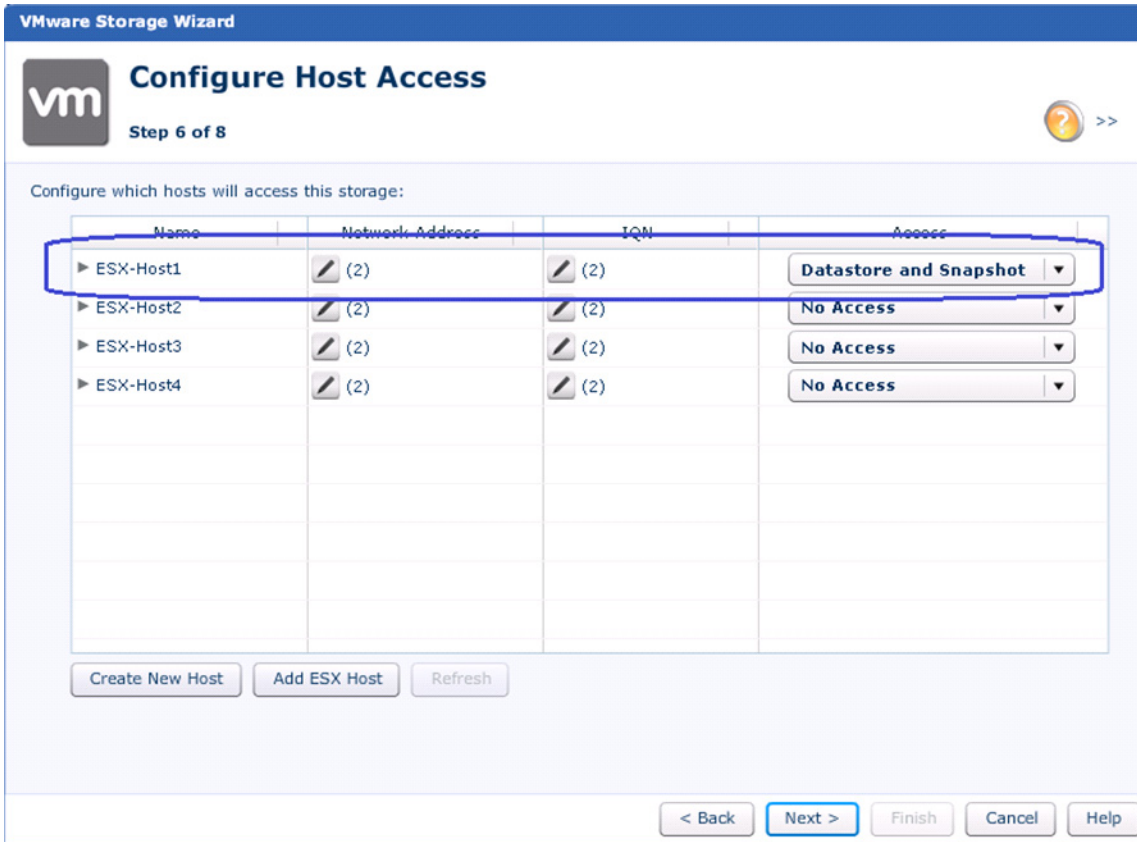 VMware Storage Wizard
vm
Configure Host Access
Step 6 of 8
? >>
Configure which hosts will access this storage:
Name Network Address IQN Access
ESX-Host1 (2) (2) Datastore and Snapshot
ESX-Host2 (2) (2) No Access
ESX-Host3 (2) (2) No Access
ESX-Host4 (2) (2) No Access
Create New Host Add ESX Host Refresh
< Back Next > Finish Cancel Help